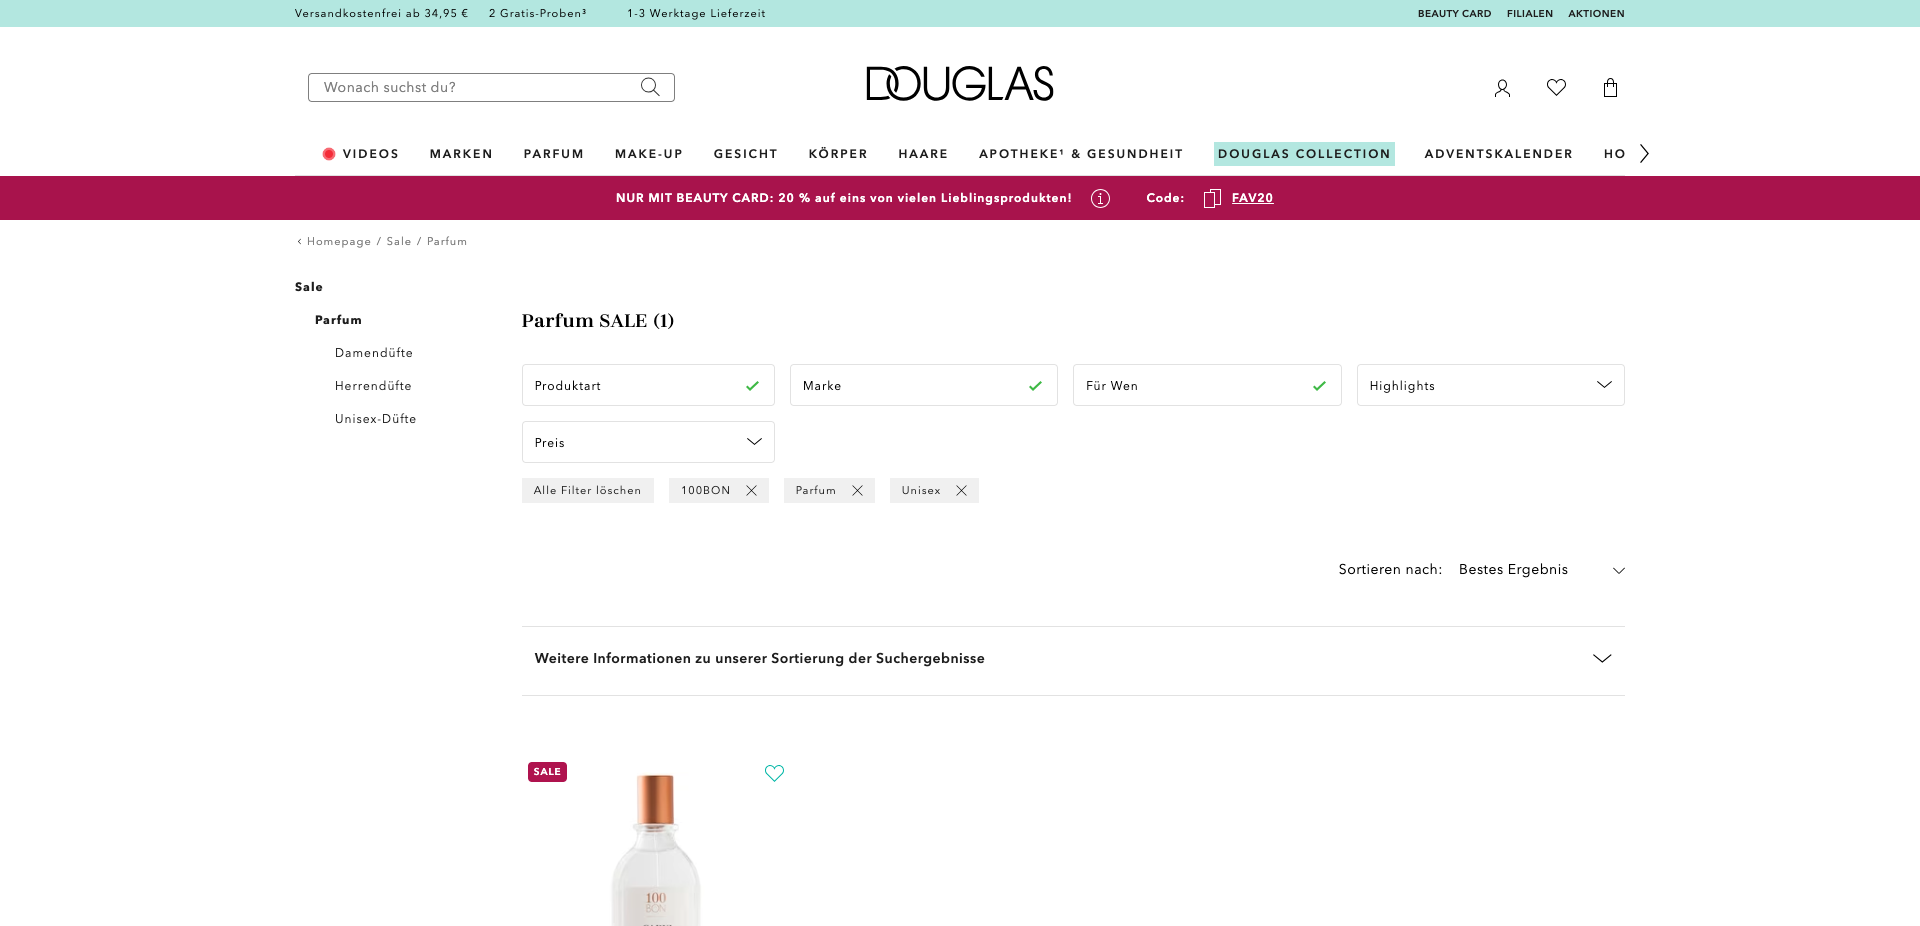 Versandkostenfrei ab 34,95 € 2 Gratis-Proben³ 1-3 Werktage Lieferzeit BEAUTY CARD FILIALEN AKTIONEN
Wonach suchst du?
DOUGLAS
VIDEOS MARKEN PARFUM MAKE-UP GESICHT KÖRPER HAARE APOTHEKE¹ & GESUNDHEIT DOUGLAS COLLECTION ADVENTSKALENDER HO
NUR MIT BEAUTY CARD: 20 % auf eins von vielen Lieblingsprodukten! Code: FAV20
Homepage / Sale / Parfum
Sale
Parfum
Damendüfte
Herrendüfte
Unisex-Düfte
Parfum SALE (1)
Produktart Marke Für Wen Highlights
Preis
Alle Filter löschen 100BON Parfum Unisex
Sortieren nach: Bestes Ergebnis
Weitere Informationen zu unserer Sortierung der Suchergebnisse
SALE
100
BON